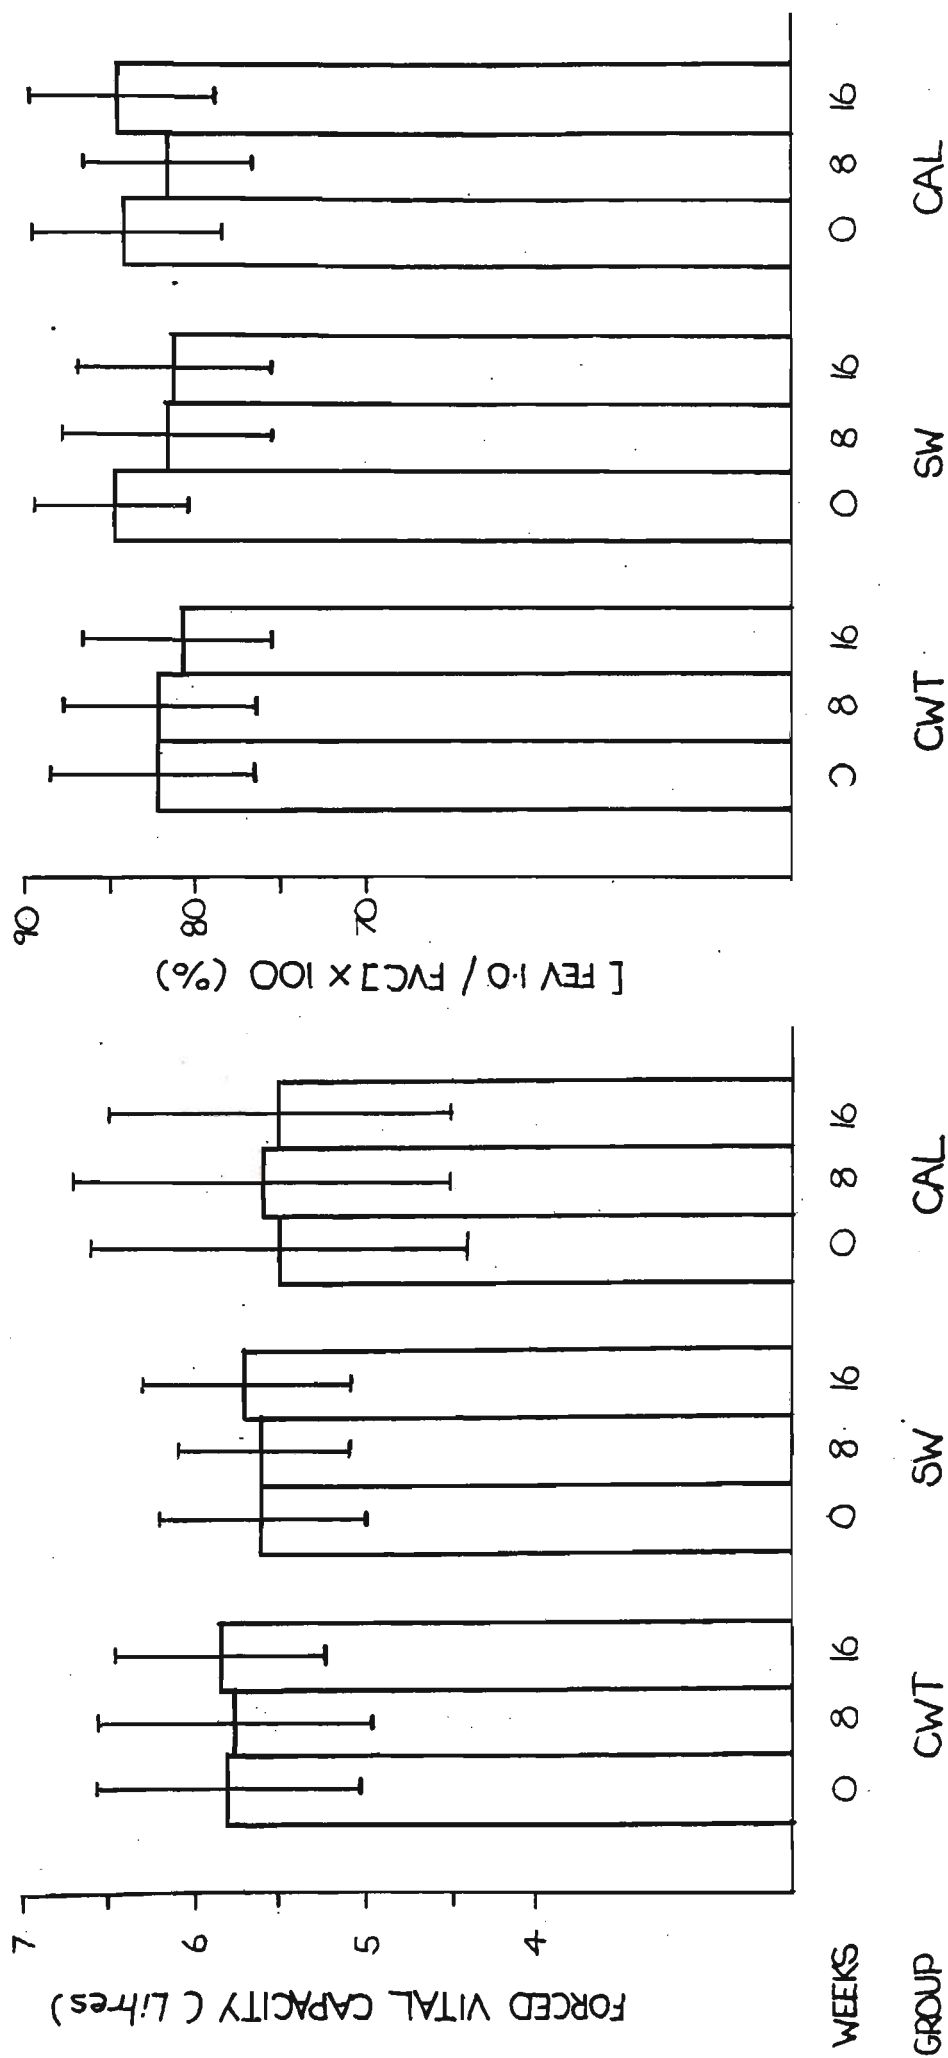 FORCED VITAL CAPACITY (Litres)
7
6
5
4
[FEV 1.0 / FVC] × 100 (%)
90
80
70
WEEKS 0 8 16 0 8 16 0 8 16 0 8 16 0 8 16 0 8 16
GROUP CWT SW CAL CWT SW CAL